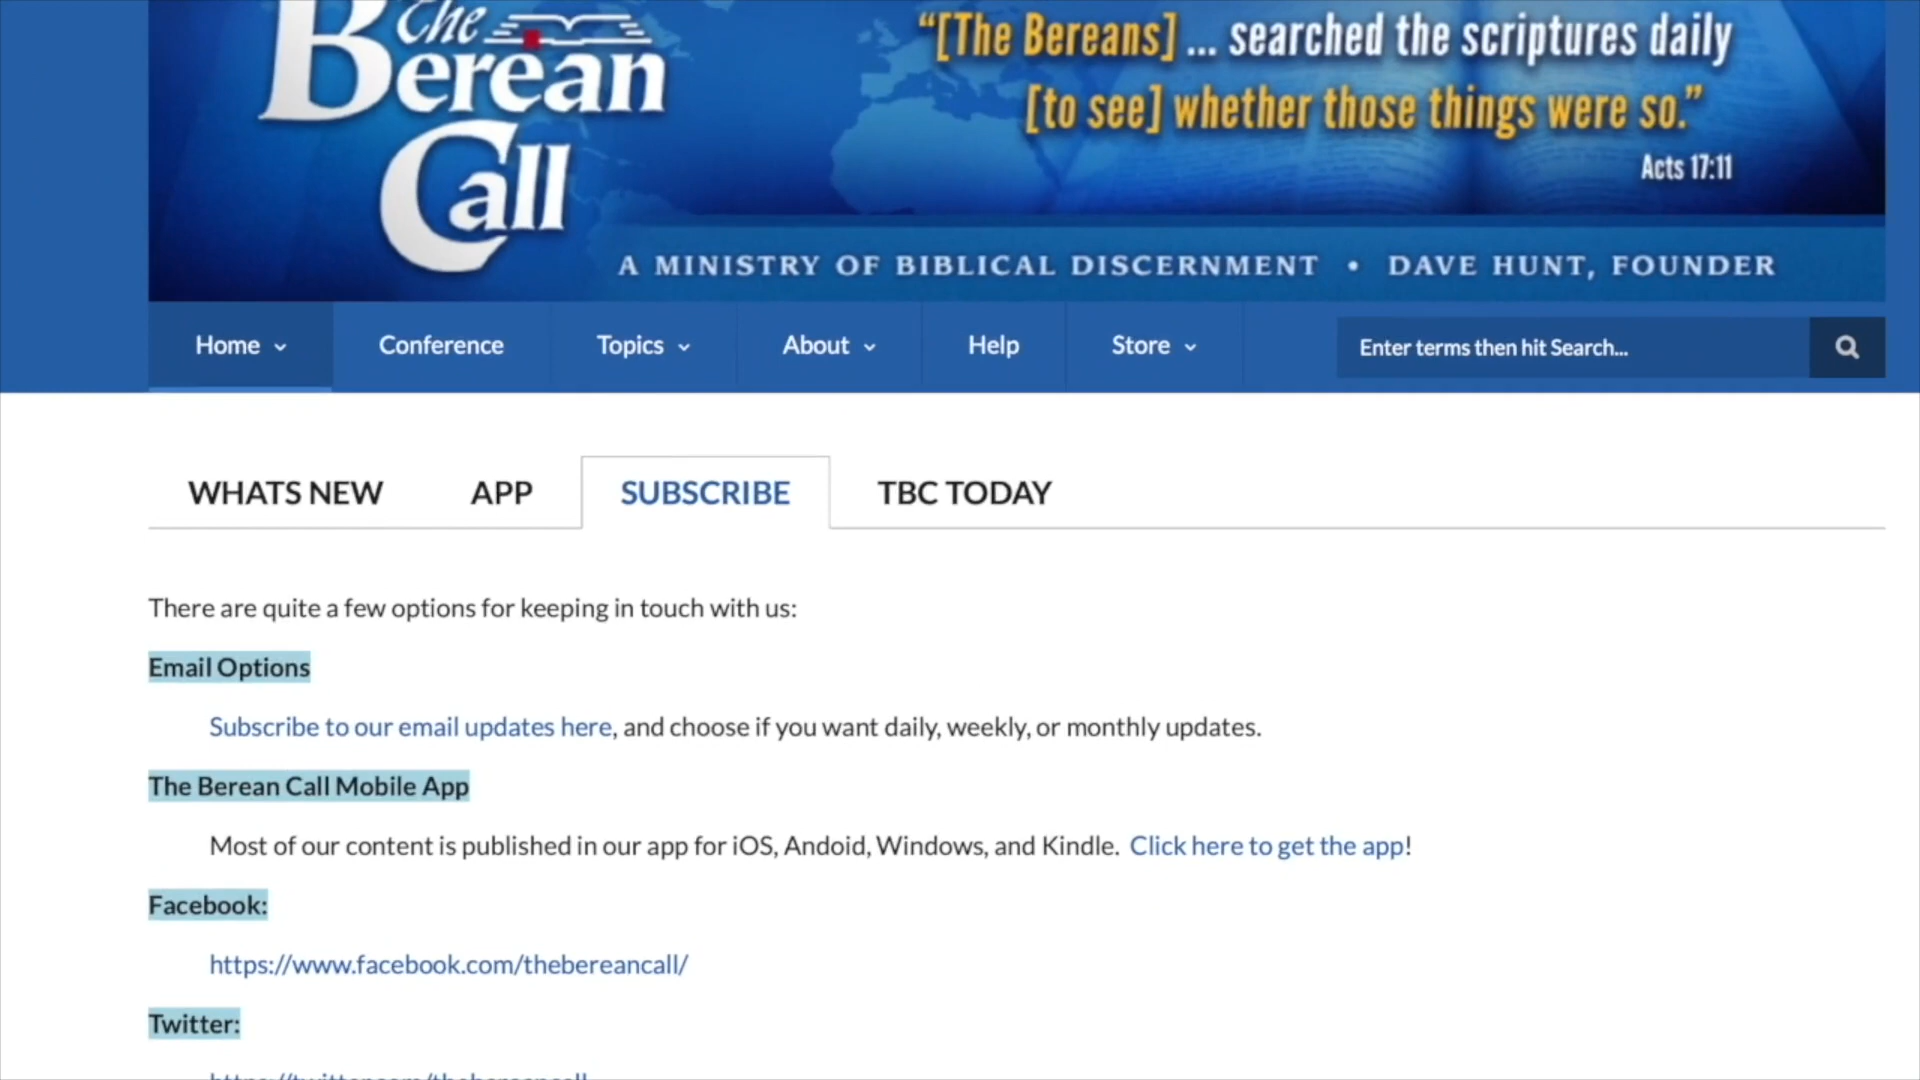 The
Berean
Call
“[The Bereans] ... searched the scriptures daily
[to see] whether those things were so.”
Acts 17:11
A MINISTRY OF BIBLICAL DISCERNMENT • DAVE HUNT, FOUNDER
Home Conference Topics About Help Store Enter terms then hit Search...
WHATS NEW APP SUBSCRIBE TBC TODAY
There are quite a few options for keeping in touch with us:
Email Options
Subscribe to our email updates here, and choose if you want daily, weekly, or monthly updates.
The Berean Call Mobile App
Most of our content is published in our app for iOS, Andoid, Windows, and Kindle. Click here to get the app!
Facebook:
https://www.facebook.com/thebereancall/
Twitter: